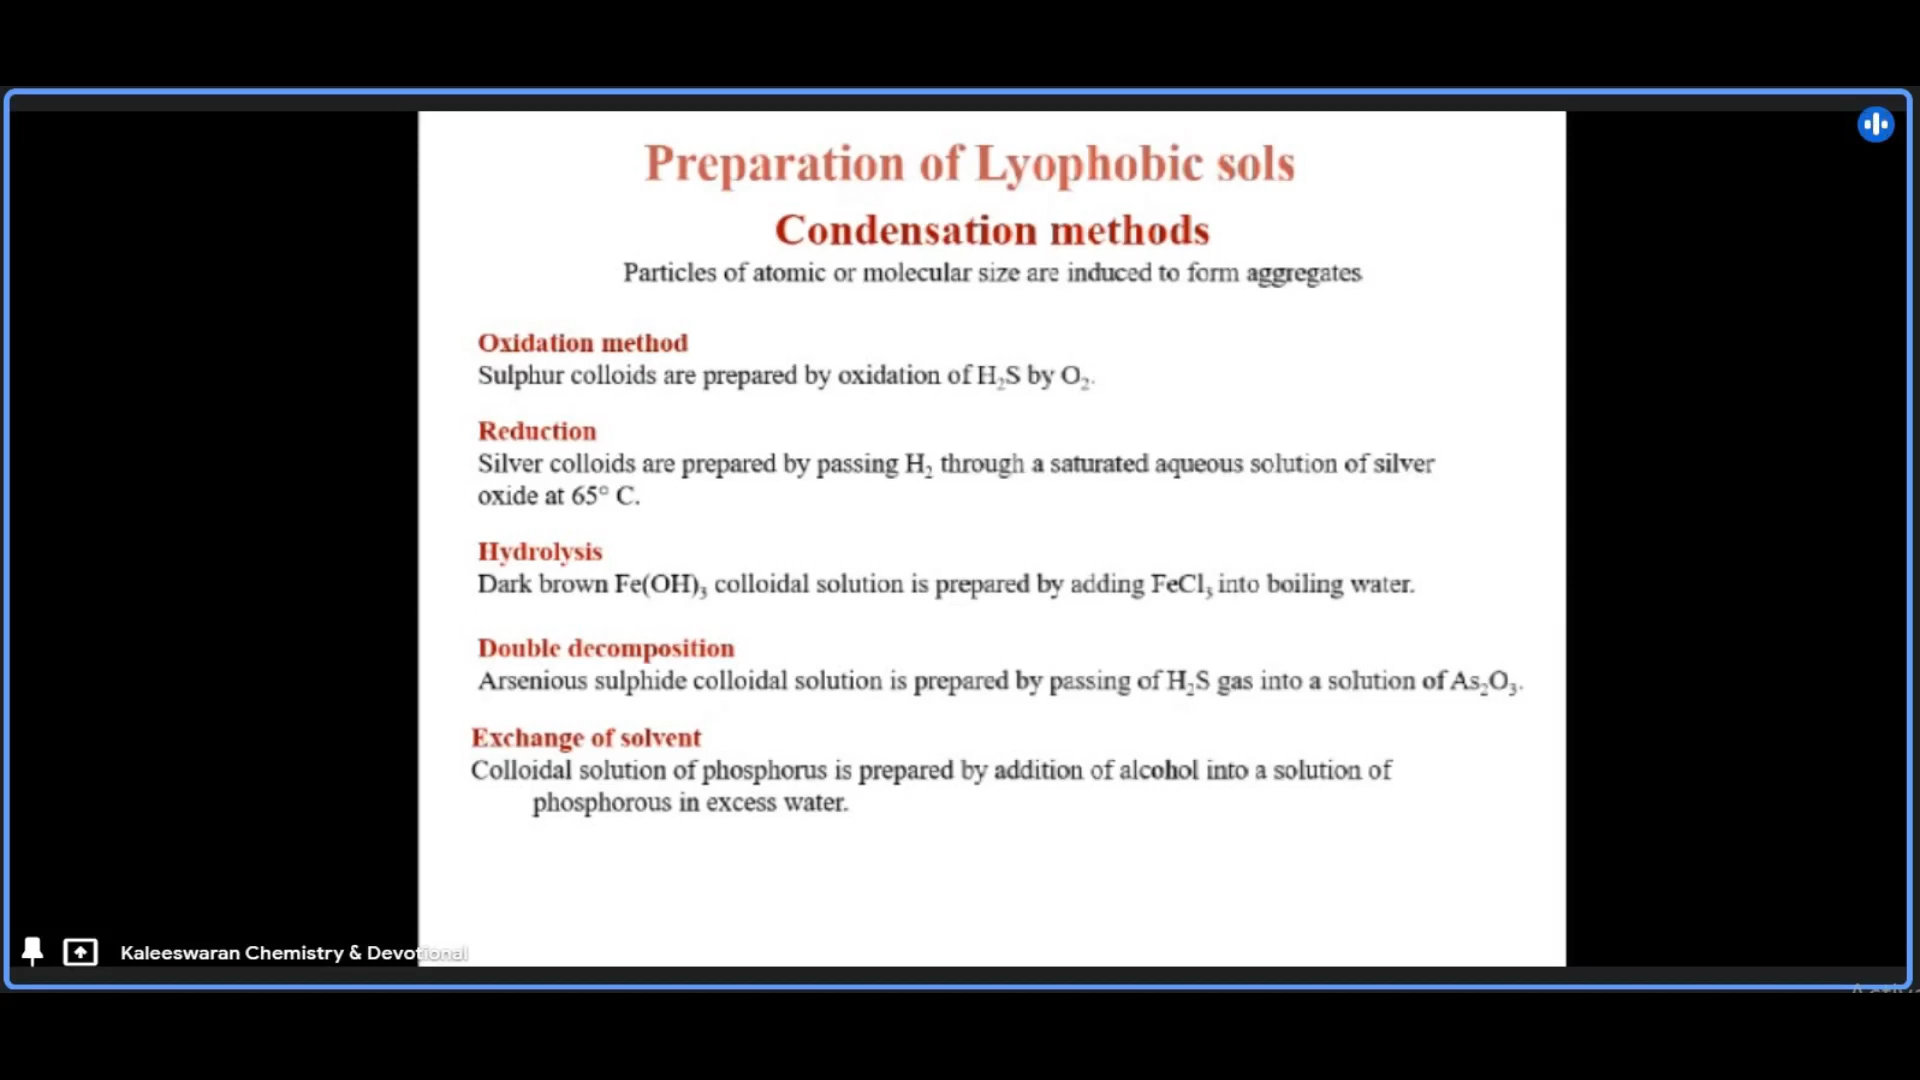 Preparation of Lyophobic sols
Condensation methods
Particles of atomic or molecular size are induced to form aggregates
Oxidation method
Sulphur colloids are prepared by oxidation of H₂S by O₂.
Reduction
Silver colloids are prepared by passing H₂ through a saturated aqueous solution of silver
oxide at 65° C.
Hydrolysis
Dark brown Fe(OH)₃ colloidal solution is prepared by adding FeCl₃ into boiling water.
Double decomposition
Arsenious sulphide colloidal solution is prepared by passing of H₂S gas into a solution of As₂O₃.
Exchange of solvent
Colloidal solution of phosphorus is prepared by addition of alcohol into a solution of
phosphorous in excess water.
Kaleeswaran Chemistry & Devotional